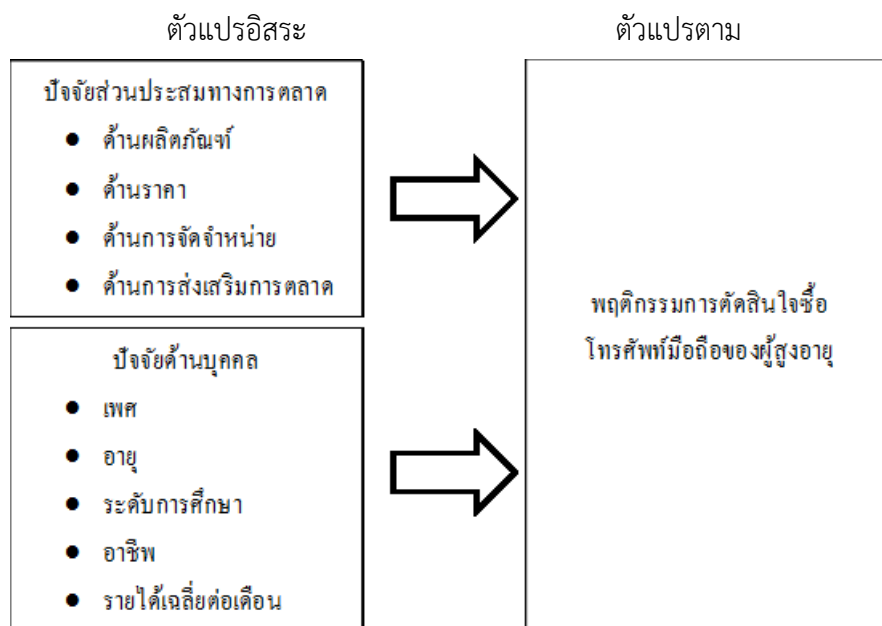 ตัวแปรอิสระ
ตัวแปรตาม
ปัจจัยส่วนประสมทางการตลาด
● ด้านผลิตภัณฑ์
● ด้านราคา
● ด้านการจัดจำหน่าย
● ด้านการส่งเสริมการตลาด
ปัจจัยด้านบุคคล
● เพศ
● อายุ
● ระดับการศึกษา
● อาชีพ
● รายได้เฉลี่ยต่อเดือน
พฤติกรรมการตัดสินใจซื้อ
โทรศัพท์มือถือของผู้สูงอายุ